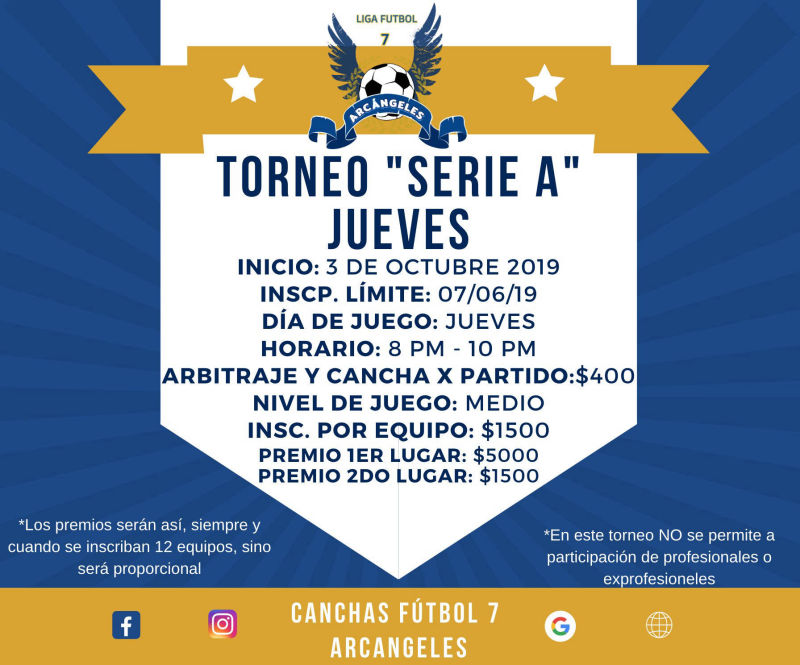 LIGA FUTBOL
7
ARCÁNGELES
TORNEO "SERIE A"
JUEVES
INICIO: 3 DE OCTUBRE 2019
INSCP. LÍMITE: 07/06/19
DÍA DE JUEGO: JUEVES
HORARIO: 8 PM - 10 PM
ARBITRAJE Y CANCHA X PARTIDO:$400
NIVEL DE JUEGO: MEDIO
INSC. POR EQUIPO: $1500
PREMIO 1ER LUGAR: $5000
PREMIO 2DO LUGAR: $1500
*Los premios serán así, siempre y
cuando se inscriban 12 equipos, sino
será proporcional
*En este torneo NO se permite a
participación de profesionales o
exprofesioneles
CANCHAS FÚTBOL 7
ARCANGELES